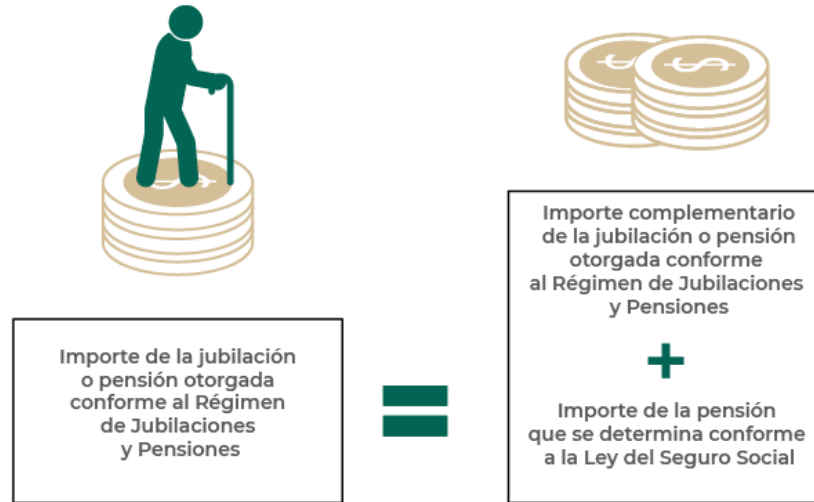 Importe de la jubilación
o pensión otorgada
conforme al Régimen
de Jubilaciones
y Pensiones
=
Importe complementario
de la jubilación o pensión
otorgada conforme
al Régimen de Jubilaciones
y Pensiones
+
Importe de la pensión
que se determina conforme
a la Ley del Seguro Social